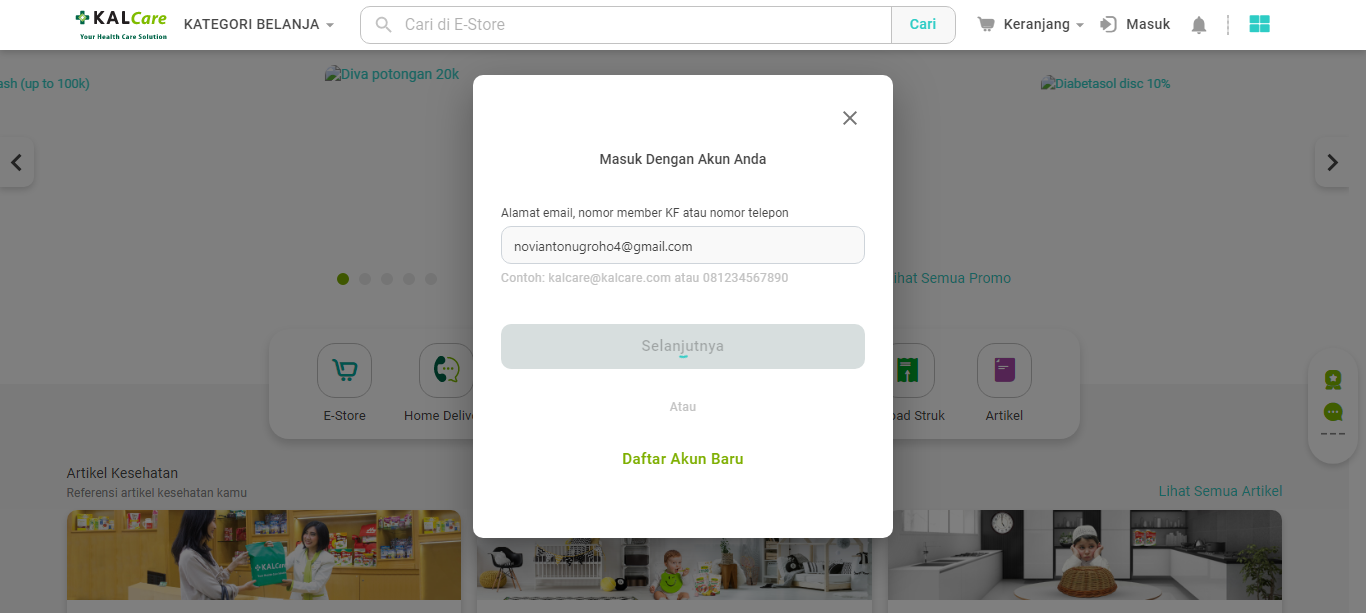 KALCare
Your Health Care Solution
KATEGORI BELANJA
Cari di E-Store
Cari
Keranjang
Masuk
ash (up to 100k)
Diva potongan 20k
Diabetasol disc 10%
Masuk Dengan Akun Anda
Alamat email, nomor member KF atau nomor telepon
noviantonugroho4@gmail.com
Contoh: kalcare@kalcare.com atau 081234567890
ihat Semua Promo
Selanjutnya
E-Store
Home Delive
oad Struk
Artikel
Atau
Daftar Akun Baru
Artikel Kesehatan
Referensi artikel kesehatan kamu
Lihat Semua Artikel
KALCare